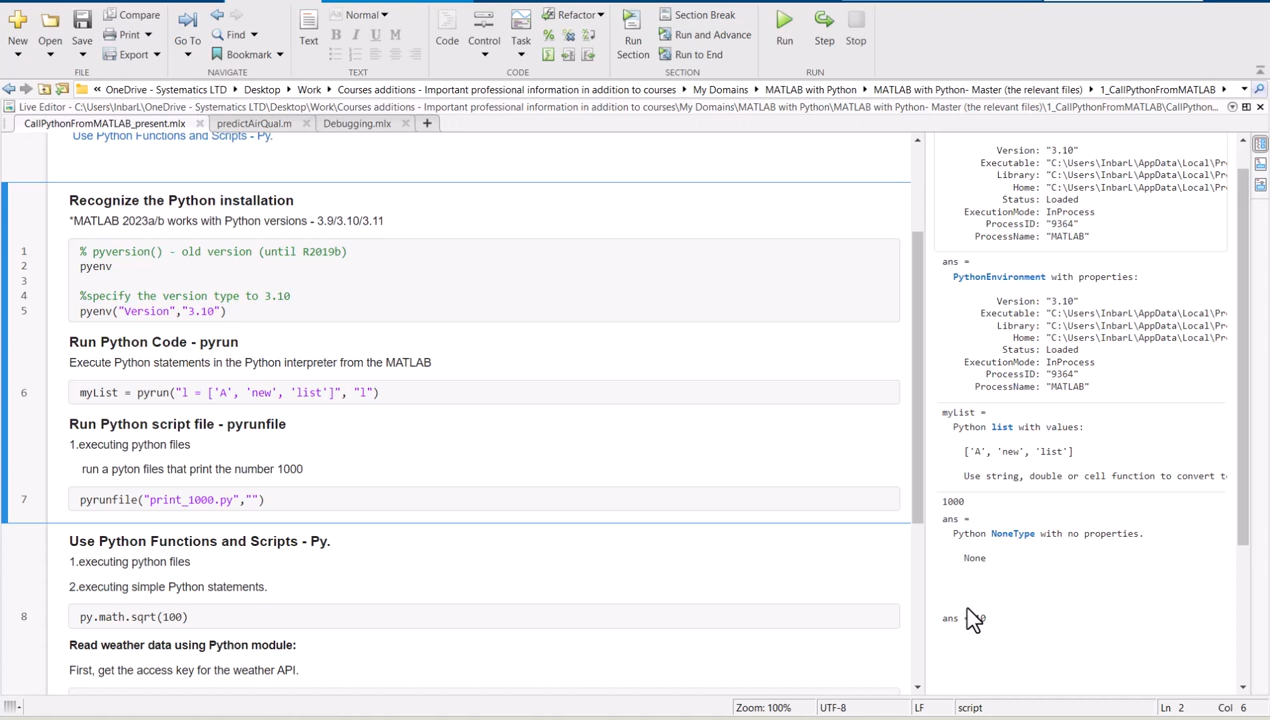 Compare
Normal
Refactor
Section Break
Print
Find
B I U M
%
Run and Advance
New Open Save Export Go To Bookmark Text Code Control Task Run Section Run to End Run Step Stop
FILE NAVIGATE TEXT CODE SECTION RUN
« OneDrive - Systematics LTD ▸ Desktop ▸ Work ▸ Courses additions - Important professional information in addition to courses ▸ My Domains ▸ MATLAB with Python ▸ MATLAB with Python- Master (the relevant files) ▸ 1_CallPythonFromMATLAB ▸
Live Editor - C:\Users\InbarL\OneDrive - Systematics LTD\Desktop\Work\Courses additions - Important professional information in addition to courses\My Domains\MATLAB with Python\MATLAB with Python- Master (the relevant files)\1_CallPythonFromMATLAB\CallPython...
CallPythonFromMATLAB_present.mlx × predictAirQual.m × Debugging.mlx × +
Use Python Functions and Scripts - Py.
Recognize the Python installation
*MATLAB 2023a/b works with Python versions - 3.9/3.10/3.11
1 % pyversion() - old version (until R2019b)
2 pyenv
3
4 %specify the version type to 3.10
5 pyenv("Version","3.10")
Run Python Code - pyrun
Execute Python statements in the Python interpreter from the MATLAB
6 myList = pyrun("l = ['A', 'new', 'list']", "l")
Run Python script file - pyrunfile
1.executing python files
run a pyton files that print the number 1000
7 pyrunfile("print_1000.py","")
Use Python Functions and Scripts - Py.
1.executing python files
2.executing simple Python statements.
8 py.math.sqrt(100)
Read weather data using Python module:
First, get the access key for the weather API.
Version: "3.10"
Executable: "C:\Users\InbarL\AppData\Local\Pr
Library: "C:\Users\InbarL\AppData\Local\Pr
Home: "C:\Users\InbarL\AppData\Local\Pr
Status: Loaded
ExecutionMode: InProcess
ProcessID: "9364"
ProcessName: "MATLAB"
ans =
PythonEnvironment with properties:
Version: "3.10"
Executable: "C:\Users\InbarL\AppData\Local\Pr
Library: "C:\Users\InbarL\AppData\Local\Pr
Home: "C:\Users\InbarL\AppData\Local\Pr
Status: Loaded
ExecutionMode: InProcess
ProcessID: "9364"
ProcessName: "MATLAB"
myList =
Python list with values:
['A', 'new', 'list']
Use string, double or cell function to convert t
1000
ans =
Python NoneType with no properties.
None
ans
Zoom: 100% UTF-8 LF script Ln 2 Col 6